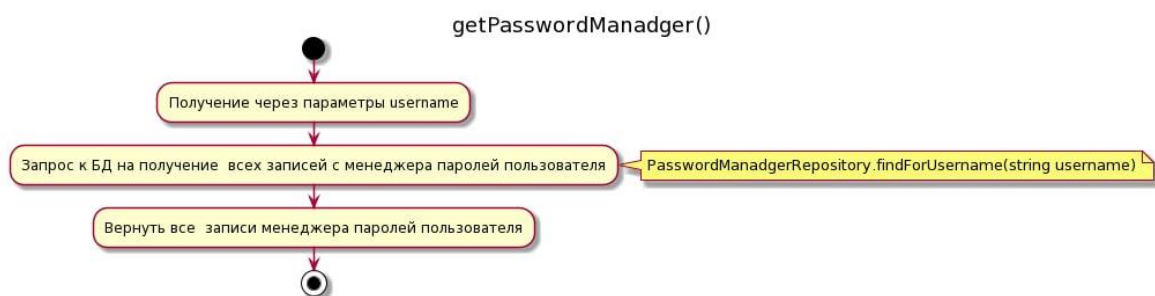 getPasswordManadger()
Получение через параметры username
Запрос к БД на получение  всех записей с менеджера паролей пользователя
PasswordManadgerRepository.findForUsername(string username)
Вернуть все  записи менеджера паролей пользователя